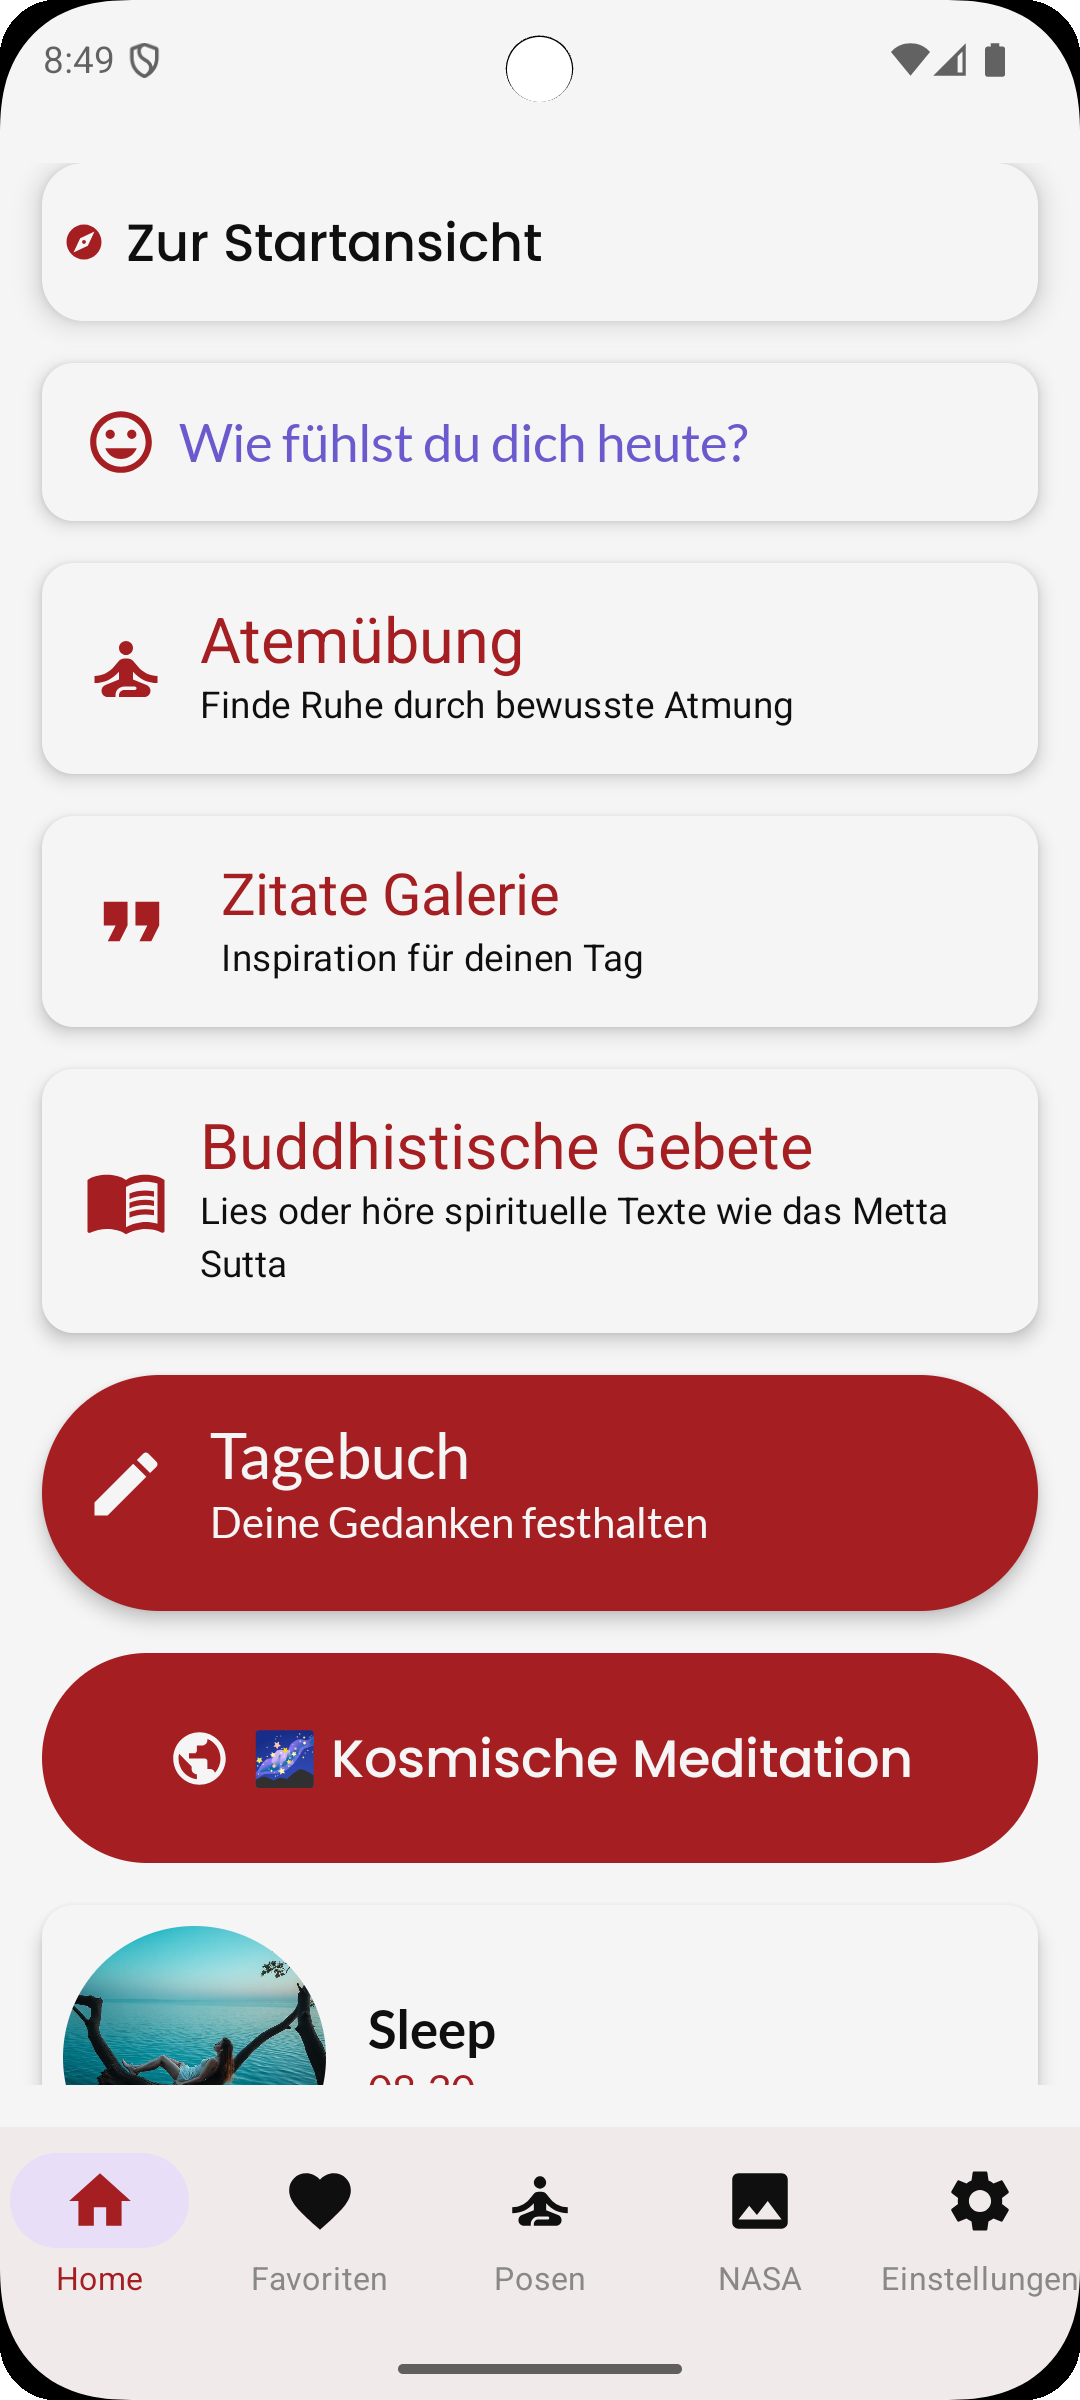 8:49
Zur Startansicht
Wie fühlst du dich heute?
Atemübung
Finde Ruhe durch bewusste Atmung
Zitate Galerie
Inspiration für deinen Tag
Buddhistische Gebete
Lies oder höre spirituelle Texte wie das Metta
Sutta
Tagebuch
Deine Gedanken festhalten
Kosmische Meditation
Sleep
Home
Favoriten
Posen
NASA
Einstellungen